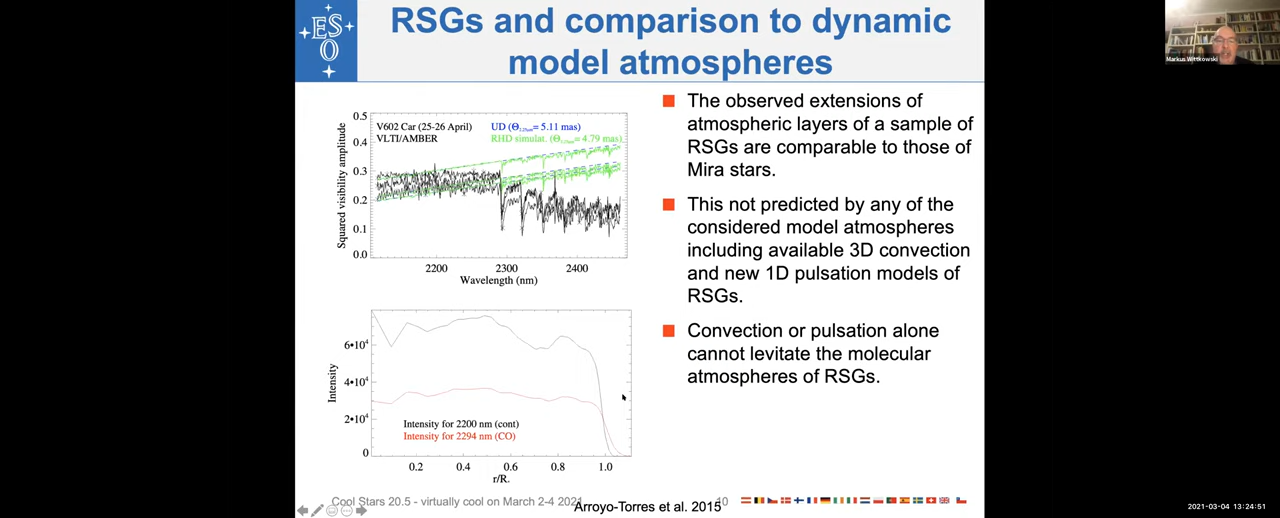 ES
O
RSGs and comparison to dynamic
model atmospheres
Markus Wittkowski
0.5
0.4
0.3
0.2
0.1
0.0
Squared visibility amplitude
V602 Car (25-26 April)
VLTI/AMBER
UD (Θ2.25μm= 5.11 mas)
RHD simulat. (Θ2.25μm= 4.79 mas)
2200
2300
2400
Wavelength (nm)
6•10⁴
4•10⁴
2•10⁴
0
Intensity
Intensity for 2200 nm (cont)
Intensity for 2294 nm (CO)
0.2
0.4
0.6
0.8
1.0
r/R.
The observed extensions of
atmospheric layers of a sample of
RSGs are comparable to those of
Mira stars.
This not predicted by any of the
considered model atmospheres
including available 3D convection
and new 1D pulsation models of
RSGs.
Convection or pulsation alone
cannot levitate the molecular
atmospheres of RSGs.
Cool Stars 20.5 - virtually cool on March 2-4 2021
Arroyo-Torres et al. 2015
10
2021-03-04 13:24:51